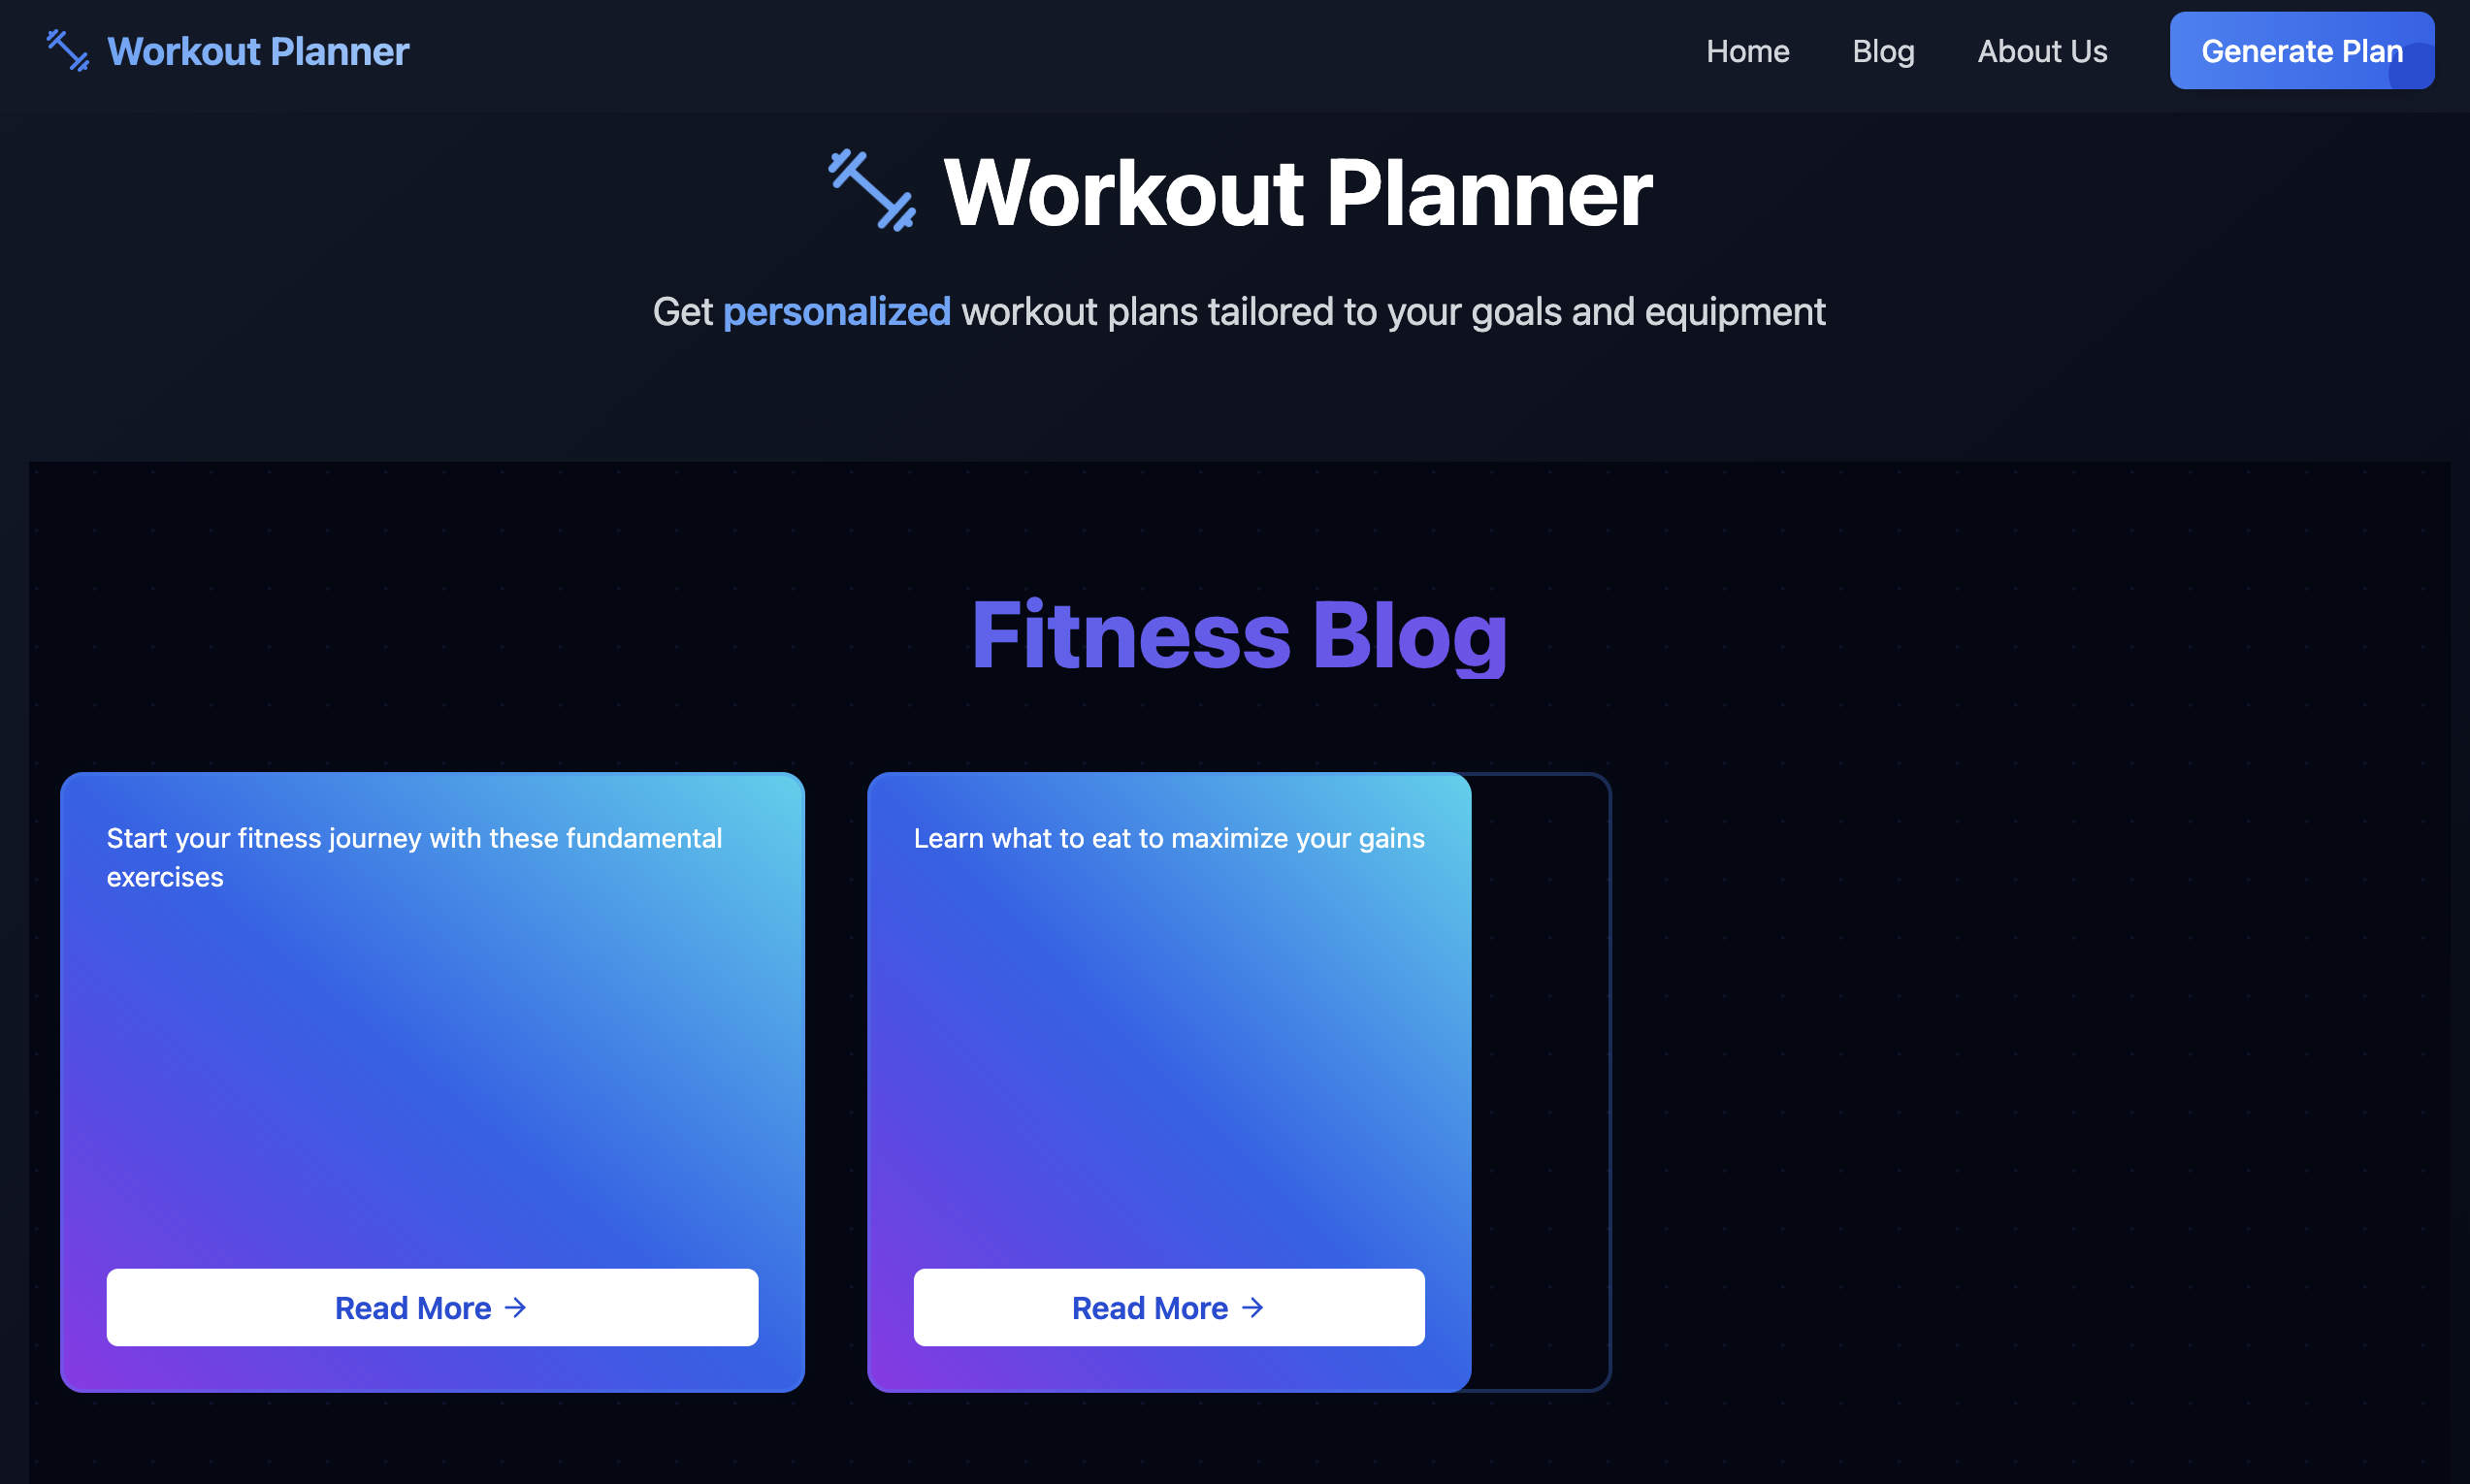 Workout Planner
Home
Blog
About Us
Generate Plan
Workout Planner
Get personalized workout plans tailored to your goals and equipment
Fitness Blog
Start your fitness journey with these fundamental
exercises
Read More →
Learn what to eat to maximize your gains
Read More →